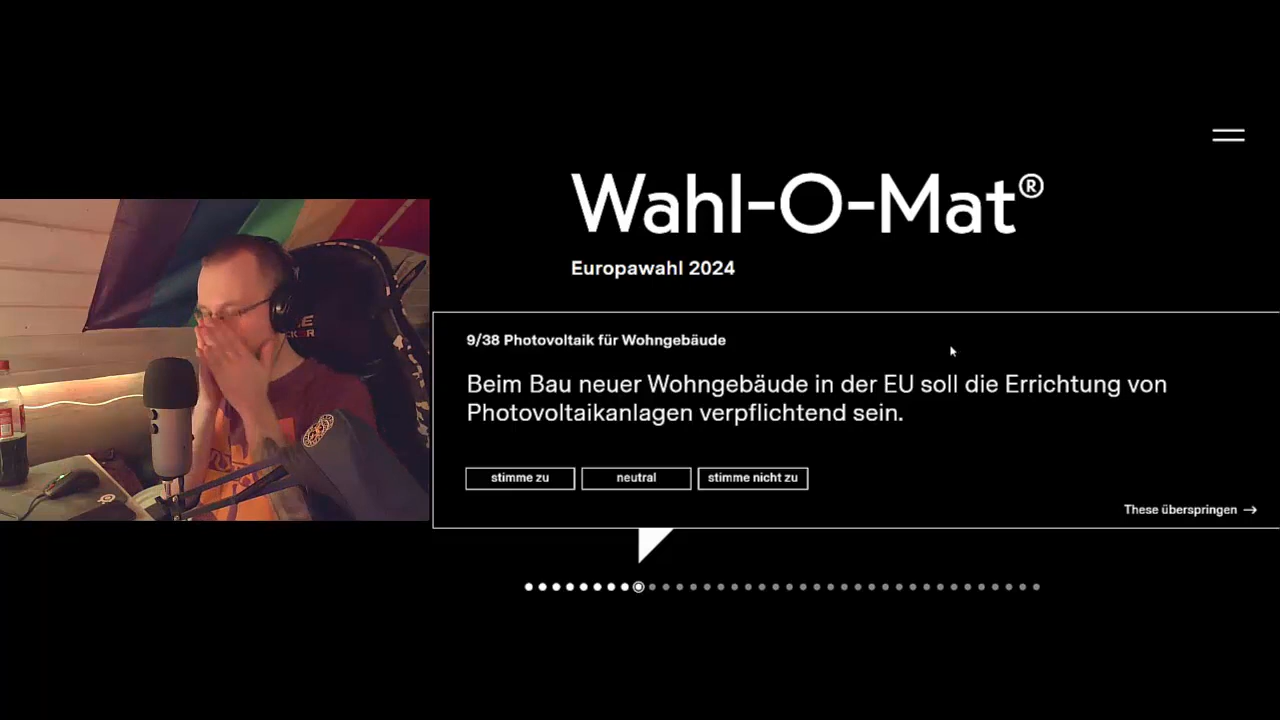 Wahl-O-Mat®
Europawahl 2024
9/38 Photovoltaik für Wohngebäude
Beim Bau neuer Wohngebäude in der EU soll die Errichtung von
Photovoltaikanlagen verpflichtend sein.
stimme zu
neutral
stimme nicht zu
These überspringen →